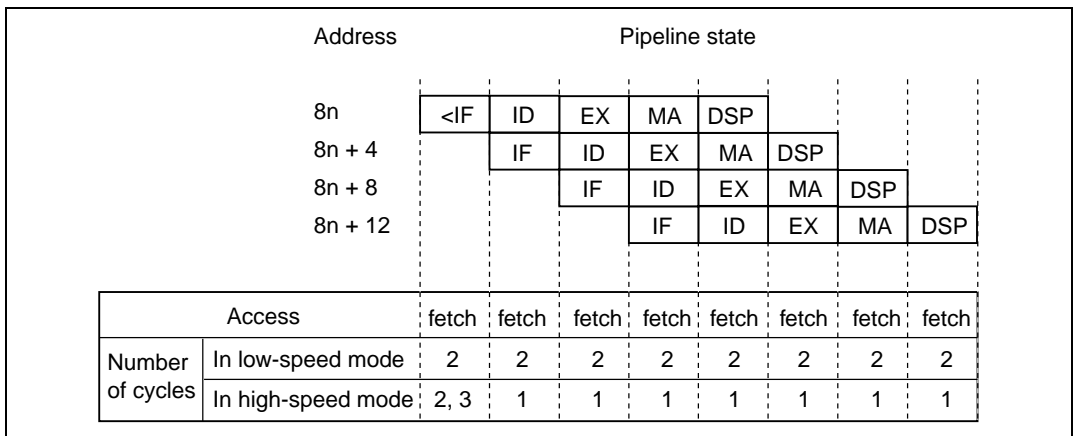 Address Pipeline state
8n <IF ID EX MA DSP
8n + 4 IF ID EX MA DSP
8n + 8 IF ID EX MA DSP
8n + 12 IF ID EX MA DSP
Access fetch fetch fetch fetch fetch fetch fetch fetch
Number of cycles
In low-speed mode 2 2 2 2 2 2 2 2
In high-speed mode 2, 3 1 1 1 1 1 1 1